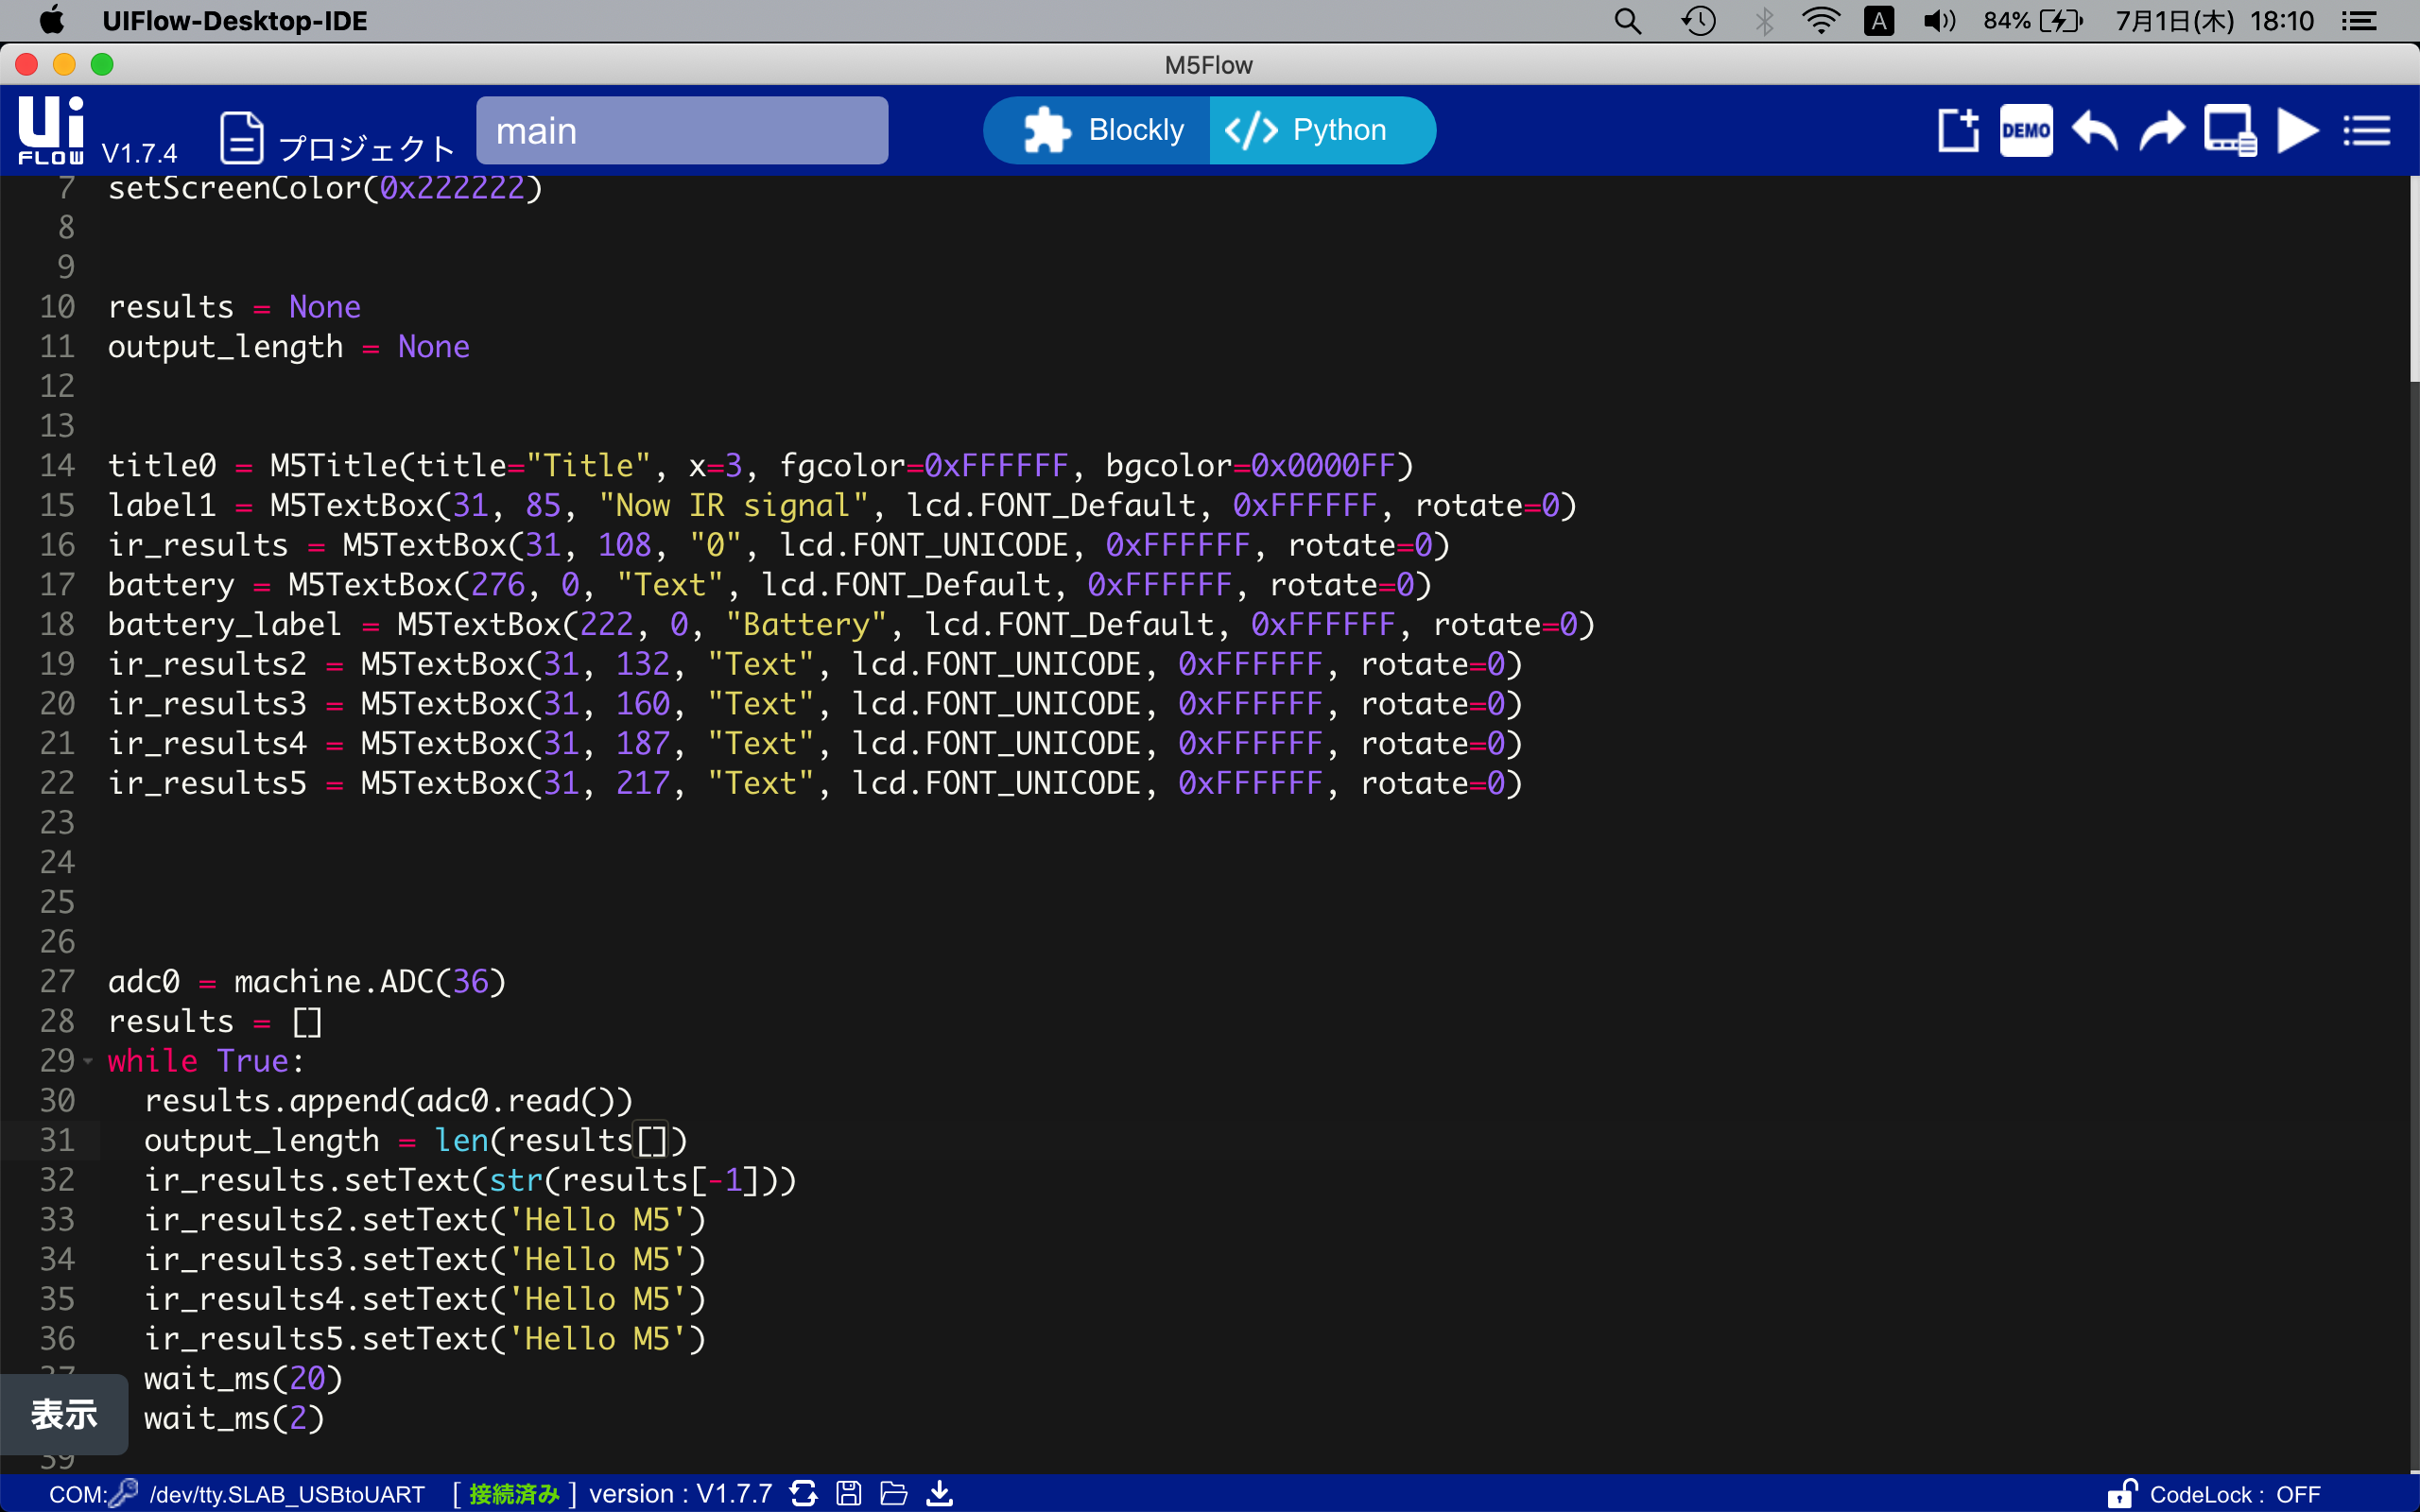 UIFlow-Desktop-IDE
A
84%
7月1日(木) 18:10
M5Flow
Ui
FLOW
V1.7.4
プロジェクト
main
Blockly
</> Python
DEMO
7 setScreenColor(0x222222)
8
9
10 results = None
11 output_length = None
12
13
14 title0 = M5Title(title="Title", x=3, fgcolor=0xFFFFFF, bgcolor=0x0000FF)
15 label1 = M5TextBox(31, 85, "Now IR signal", lcd.FONT_Default, 0xFFFFFF, rotate=0)
16 ir_results = M5TextBox(31, 108, "0", lcd.FONT_UNICODE, 0xFFFFFF, rotate=0)
17 battery = M5TextBox(276, 0, "Text", lcd.FONT_Default, 0xFFFFFF, rotate=0)
18 battery_label = M5TextBox(222, 0, "Battery", lcd.FONT_Default, 0xFFFFFF, rotate=0)
19 ir_results2 = M5TextBox(31, 132, "Text", lcd.FONT_UNICODE, 0xFFFFFF, rotate=0)
20 ir_results3 = M5TextBox(31, 160, "Text", lcd.FONT_UNICODE, 0xFFFFFF, rotate=0)
21 ir_results4 = M5TextBox(31, 187, "Text", lcd.FONT_UNICODE, 0xFFFFFF, rotate=0)
22 ir_results5 = M5TextBox(31, 217, "Text", lcd.FONT_UNICODE, 0xFFFFFF, rotate=0)
23
24
25
26
27 adc0 = machine.ADC(36)
28 results = []
29 while True:
30 results.append(adc0.read())
31 output_length = len(results[])
32 ir_results.setText(str(results[-1]))
33 ir_results2.setText('Hello M5')
34 ir_results3.setText('Hello M5')
35 ir_results4.setText('Hello M5')
36 ir_results5.setText('Hello M5')
37 wait_ms(20)
表示
wait_ms(2)
39
COM: /dev/tty.SLAB_USBtoUART [ 接続済み ] version : V1.7.7
CodeLock : OFF